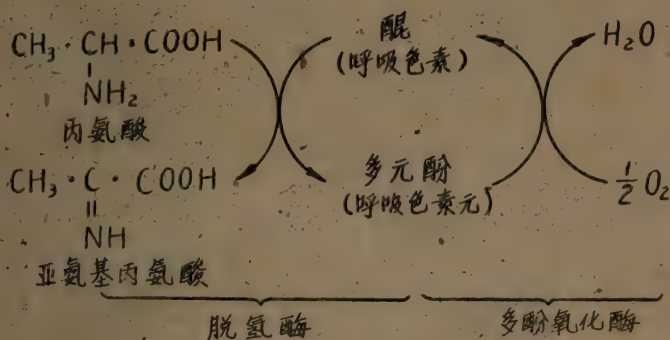 CH₃·CH·COOH
NH₂
丙氨酸
CH₃·C·COOH
NH
亚氨基丙氨酸
醌
(呼吸色素)
多元酚
(呼吸色素元)
H₂O
½O₂
脱氢酶
多酚氧化酶